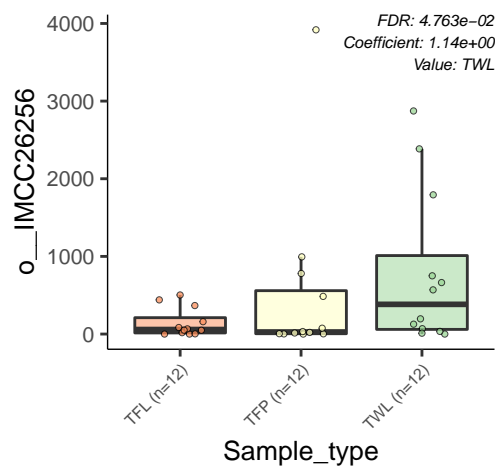 FDR: 4.763e−02
Coefficient: 1.14e+00
Value: TWL
4000
3000
2000
1000
0
o__IMCC26256
TFL (n=12)
TFP (n=12)
TWL (n=12)
Sample_type